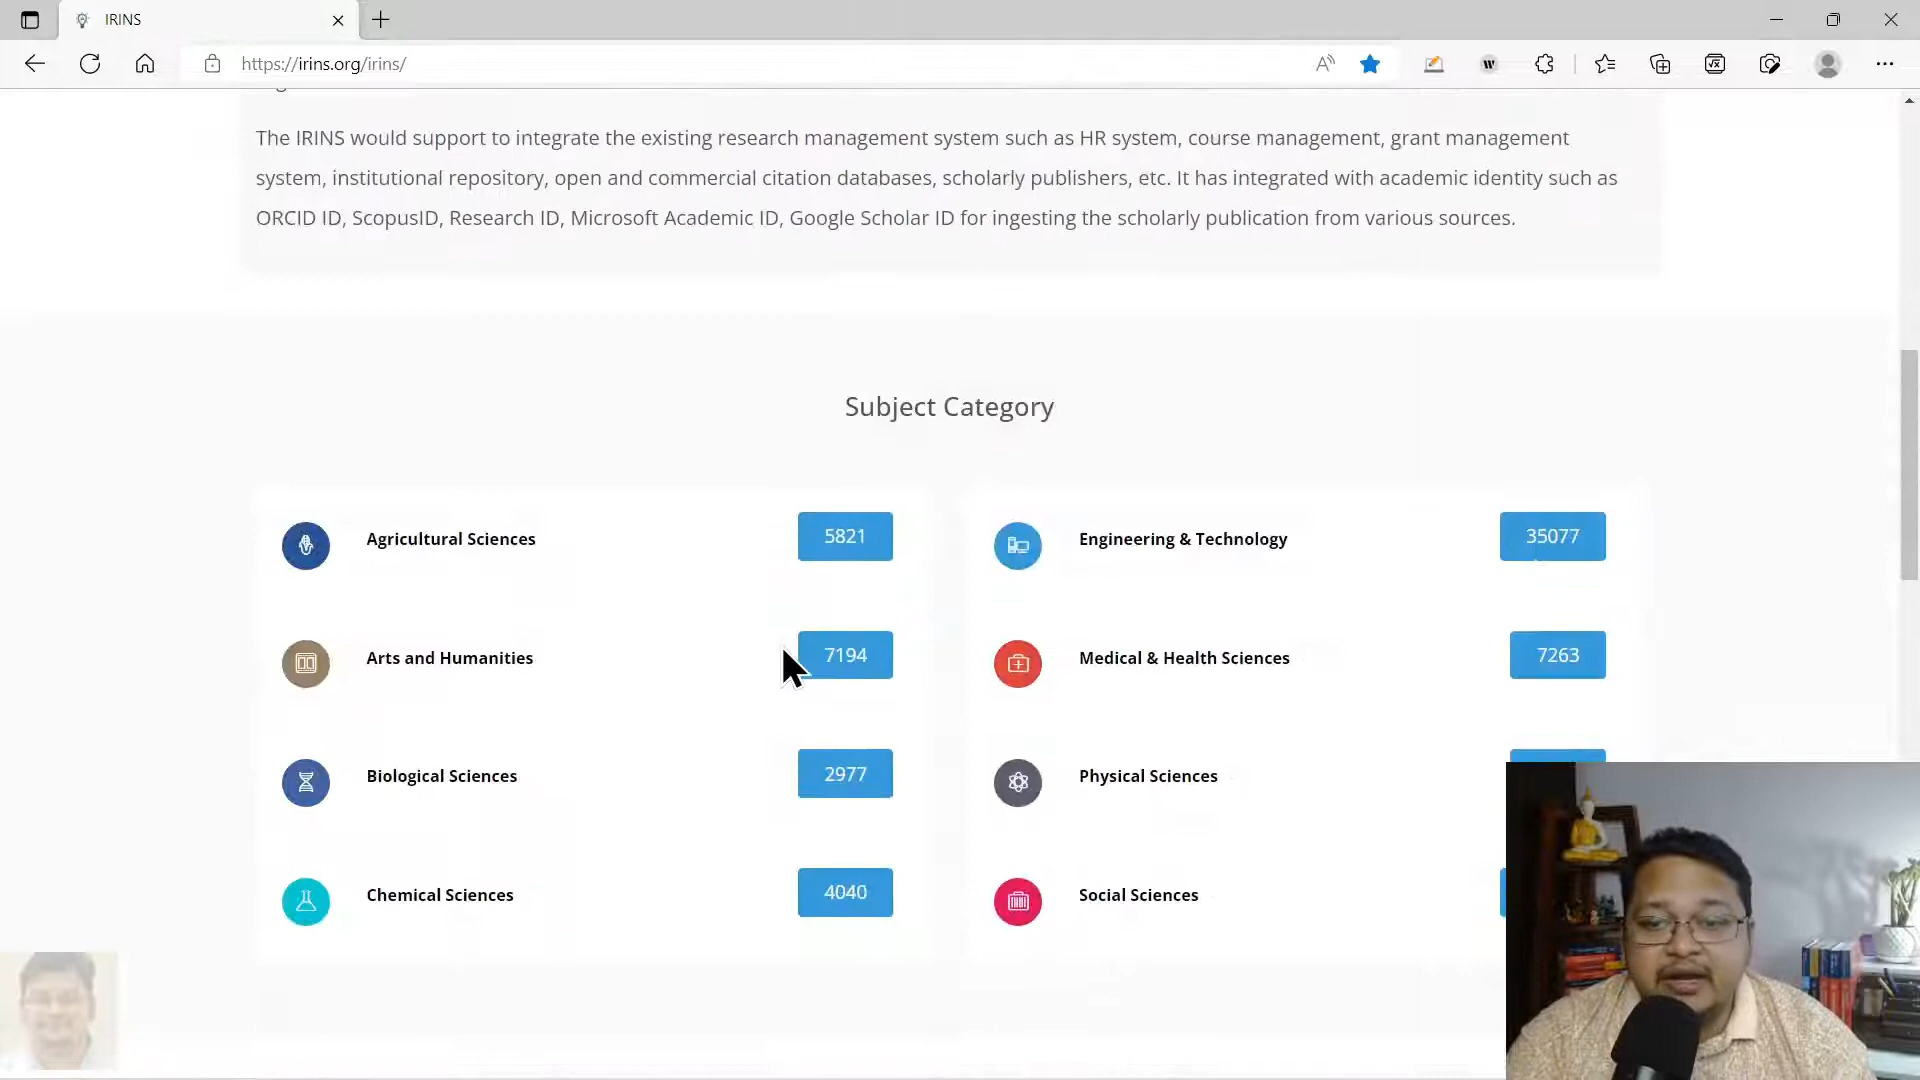 IRINS
https://irins.org/irins/
The IRINS would support to integrate the existing research management system such as HR system, course management, grant management
system, institutional repository, open and commercial citation databases, scholarly publishers, etc. It has integrated with academic identity such as
ORCID ID, ScopusID, Research ID, Microsoft Academic ID, Google Scholar ID for ingesting the scholarly publication from various sources.
Subject Category
Agricultural Sciences 5821
Engineering & Technology 35077
Arts and Humanities 7194
Medical & Health Sciences 7263
Biological Sciences 2977
Physical Sciences
Chemical Sciences 4040
Social Sciences